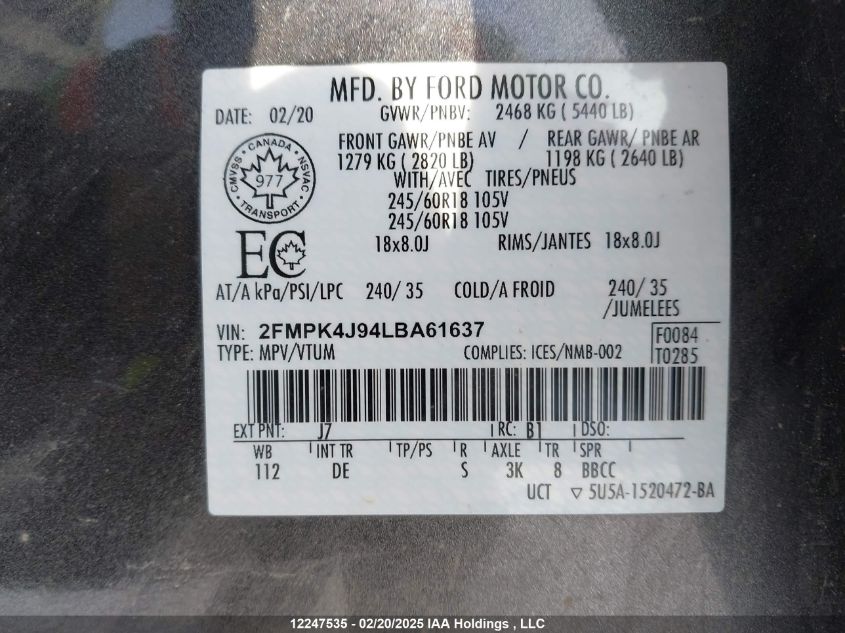 MFD. BY FORD MOTOR CO.
DATE: 02/20 GVWR/PNBV: 2468 KG ( 5440 LB)
FRONT GAWR/PNBE AV / REAR GAWR/ PNBE AR
1279 KG ( 2820 LB) 1198 KG ( 2640 LB)
WITH/AVEC TIRES/PNEUS
245/60R18 105V
245/60R18 105V
18x8.0J RIMS/JANTES 18x8.0J
CANADA
CMVSS NSVAC
977
TRANSPORT
EC
AT/A kPa/PSI/LPC 240/ 35 COLD/A FROID 240/ 35
/JUMELEES
VIN: 2FMPK4J94LBA61637 F0084
TYPE: MPV/VTUM COMPLIES: ICES/NMB-002 T0285
EXT PNT: J7 RC: B1 DSO:
WB INT TR TP/PS R AXLE TR SPR
112 DE S 3K 8 BBCC
UCT ▽ 5U5A-1520472-BA
12247535 - 02/20/2025 IAA Holdings , LLC